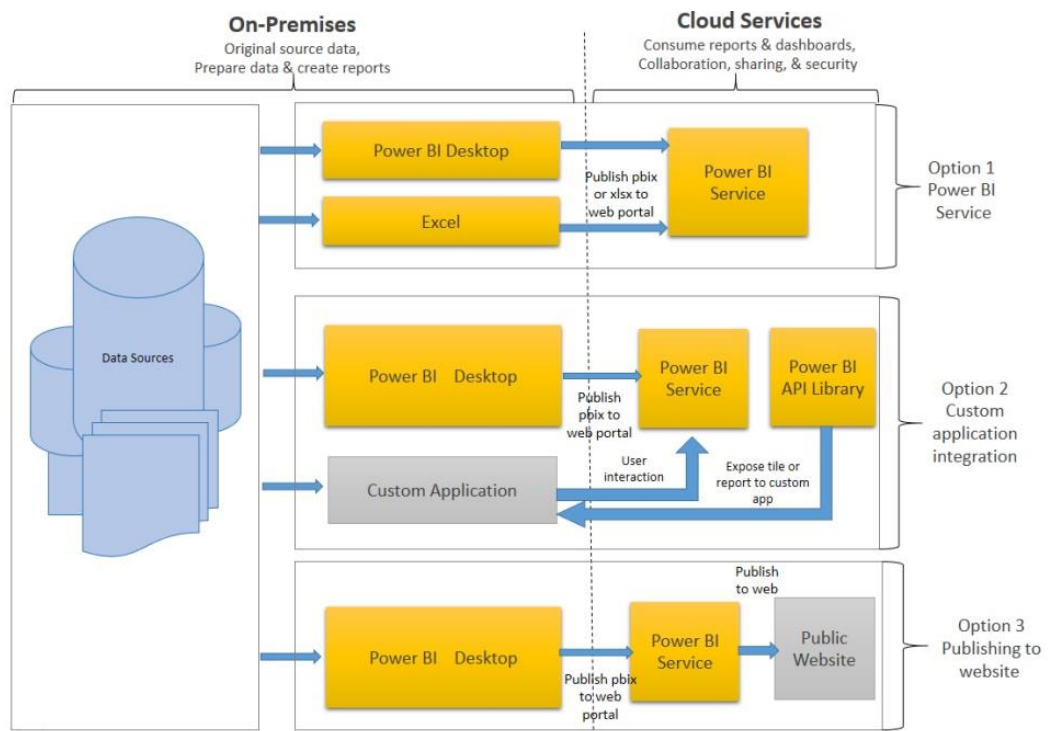 On-Premises
Original source data,
Prepare data & create reports
Cloud Services
Consume reports & dashboards,
Collaboration, sharing, & security
Data Sources
Power BI Desktop
Excel
Publish pbix
or xlsx to
web portal
Power BI
Service
Option 1
Power BI
Service
Power BI Desktop
Publish
pbix to
web portal
Power BI
Service
Power BI
API Library
Custom Application
User
interaction
Expose tile or
report to custom
app
Option 2
Custom
application
integration
Power BI Desktop
Publish pbix
to web
portal
Power BI
Service
Publish
to web
Public
Website
Option 3
Publishing to
website